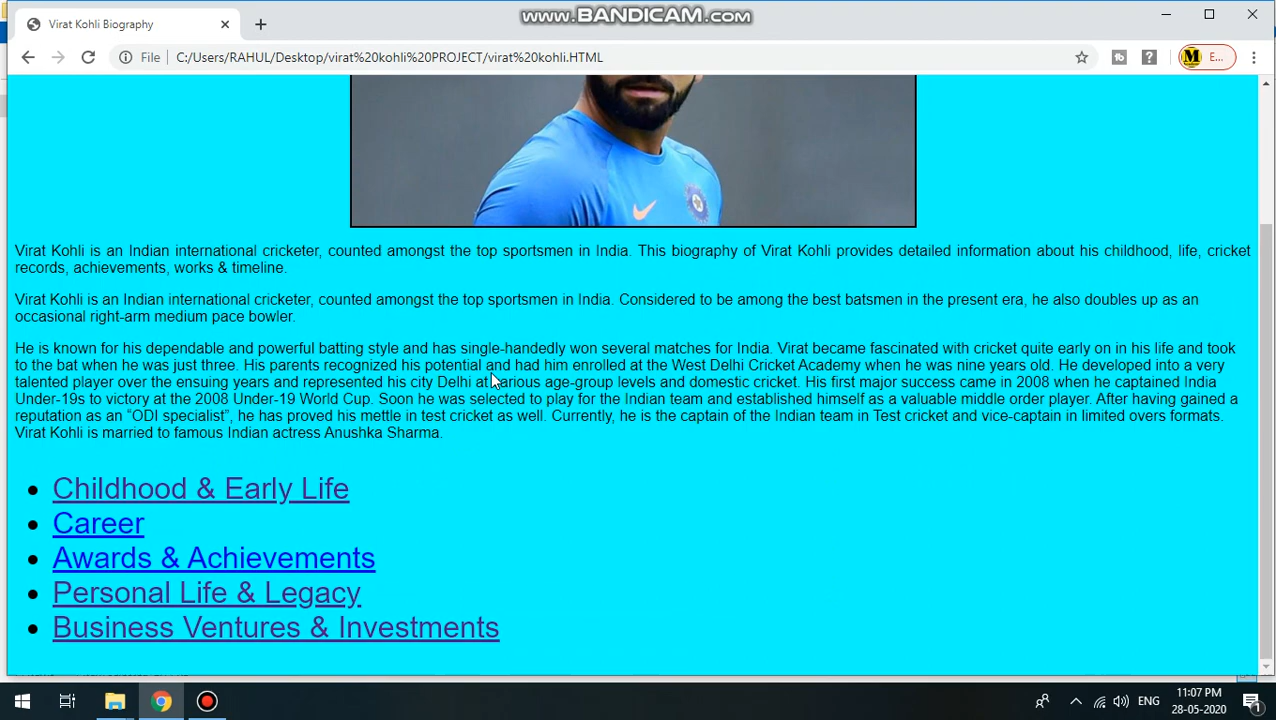 www.BANDICAM.com
Virat Kohli Biography
File C:/Users/RAHUL/Desktop/virat%20kohli%20PROJECT/virat%20kohli.HTML
E...
Virat Kohli is an Indian international cricketer, counted amongst the top sportsmen in India. This biography of Virat Kohli provides detailed information about his childhood, life, cricket
records, achievements, works & timeline.
Virat Kohli is an Indian international cricketer, counted amongst the top sportsmen in India. Considered to be among the best batsmen in the present era, he also doubles up as an
occasional right-arm medium pace bowler.
He is known for his dependable and powerful batting style and has single-handedly won several matches for India. Virat became fascinated with cricket quite early on in his life and took
to the bat when he was just three. His parents recognized his potential and had him enrolled at the West Delhi Cricket Academy when he was nine years old. He developed into a very
talented player over the ensuing years and represented his city Delhi at various age-group levels and domestic cricket. His first major success came in 2008 when he captained India
Under-19s to victory at the 2008 Under-19 World Cup. Soon he was selected to play for the Indian team and established himself as a valuable middle order player. After having gained a
reputation as an “ODI specialist”, he has proved his mettle in test cricket as well. Currently, he is the captain of the Indian team in Test cricket and vice-captain in limited overs formats.
Virat Kohli is married to famous Indian actress Anushka Sharma.
Childhood & Early Life
Career
Awards & Achievements
Personal Life & Legacy
Business Ventures & Investments
ENG
11:07 PM
28-05-2020
1